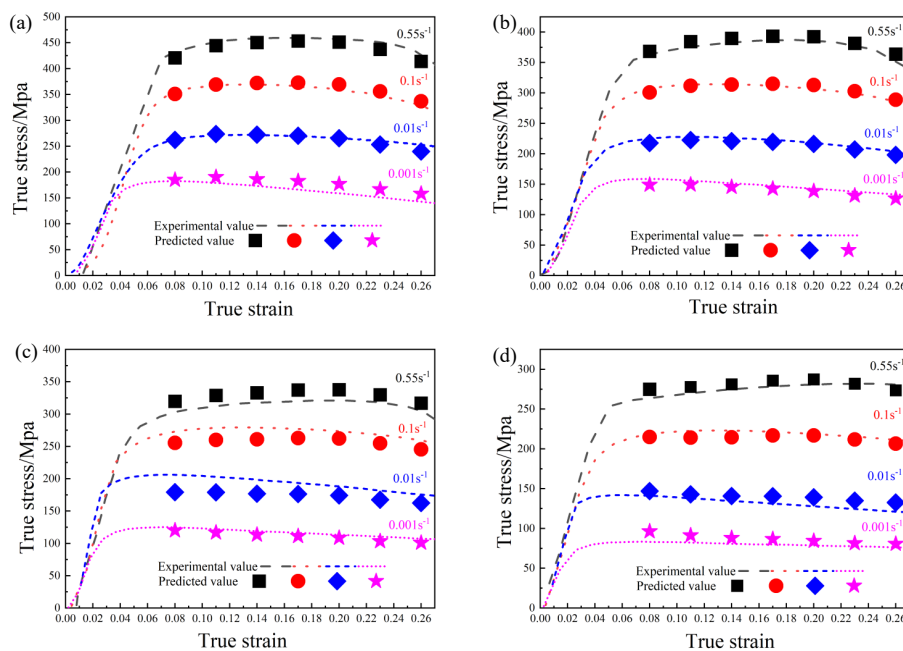 (a)
500
450
400
350
300
250
200
150
100
50
0
True stress/Mpa
0.55s-1
0.1s-1
0.01s-1
0.001s-1
Experimental value
Predicted value
0.00 0.02 0.04 0.06 0.08 0.10 0.12 0.14 0.16 0.18 0.20 0.22 0.24 0.26
True strain
(b)
400
350
300
250
200
150
100
50
0
True stress/Mpa
0.55s-1
0.1s-1
0.01s-1
0.001s-1
Experimental value
Predicted value
0.00 0.02 0.04 0.06 0.08 0.10 0.12 0.14 0.16 0.18 0.20 0.22 0.24 0.26
True strain
(c)
400
350
300
250
200
150
100
50
0
True stress/Mpa
0.55s-1
0.1s-1
0.01s-1
0.001s-1
Experimental value
Predicted value
0.00 0.02 0.04 0.06 0.08 0.10 0.12 0.14 0.16 0.18 0.20 0.22 0.24 0.26
True strain
(d)
300
250
200
150
100
50
0
True stress/Mpa
0.55s-1
0.1s-1
0.01s-1
0.001s-1
Experimental value
Predicted value
0.00 0.02 0.04 0.06 0.08 0.10 0.12 0.14 0.16 0.18 0.20 0.22 0.24 0.26
True strain